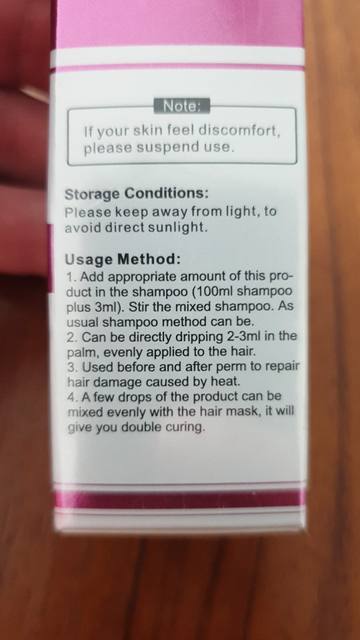 Note:
If your skin feel discomfort,
please suspend use.
Storage Conditions:
Please keep away from light, to
avoid direct sunlight.
Usage Method:
1. Add appropriate amount of this pro-
duct in the shampoo (100ml shampoo
plus 3ml). Stir the mixed shampoo. As
usual shampoo method can be.
2. Can be directly dripping 2-3ml in the
palm, evenly applied to the hair.
3. Used before and after perm to repair
hair damage caused by heat.
4. A few drops of the product can be
mixed evenly with the hair mask, it will
give you double curing.